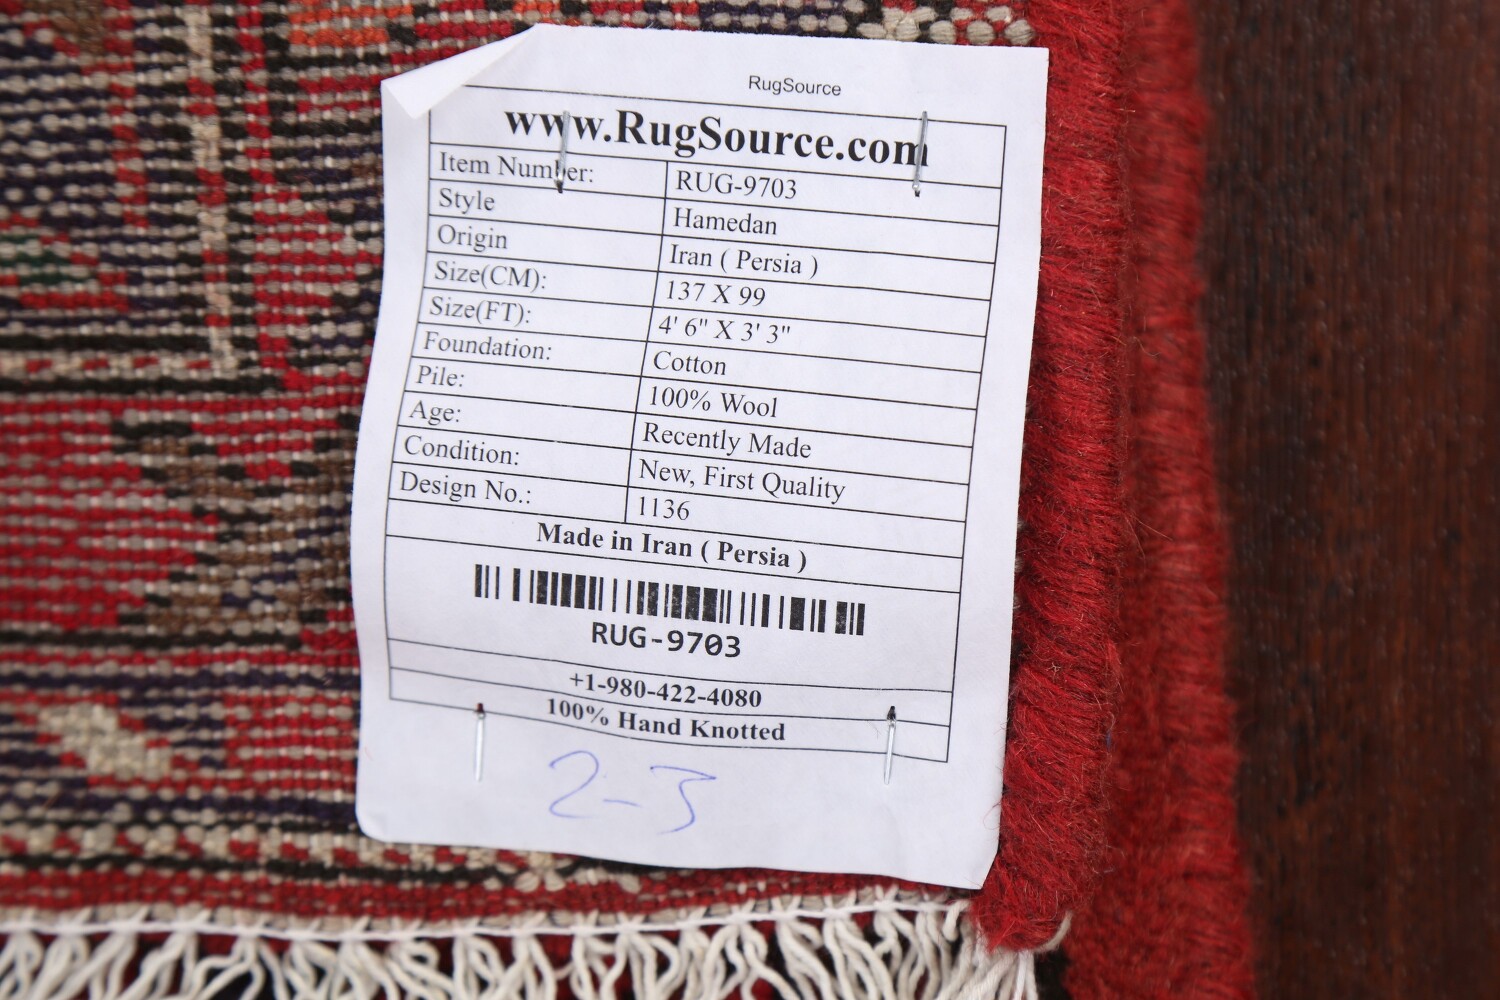 RugSource
www.RugSource.com
Item Number: RUG-9703
Style Hamedan
Origin Iran ( Persia )
Size(CM): 137 X 99
Size(FT): 4' 6" X 3' 3"
Foundation: Cotton
Pile: 100% Wool
Age: Recently Made
Condition: New, First Quality
Design No.: 1136
Made in Iran ( Persia )
RUG-9703
+1-980-422-4080
100% Hand Knotted
2-3